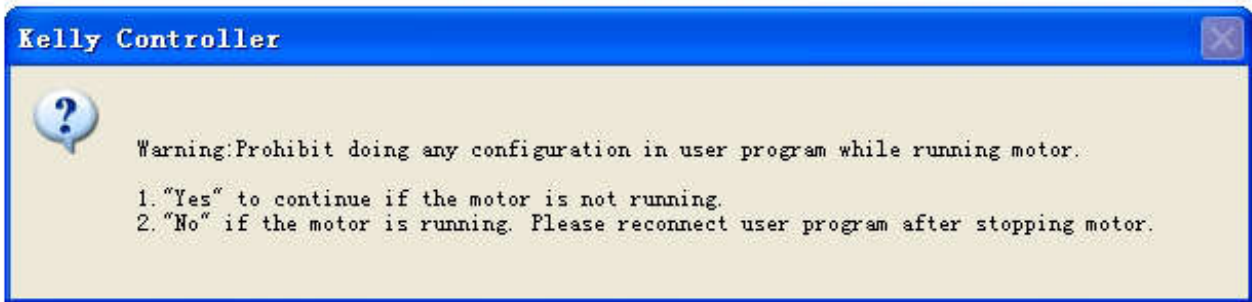 Kelly Controller
Warning:Prohibit doing any configuration in user program while running motor.
1."Yes" to continue if the motor is not running.
2."No" if the motor is running. Please reconnect user program after stopping motor.